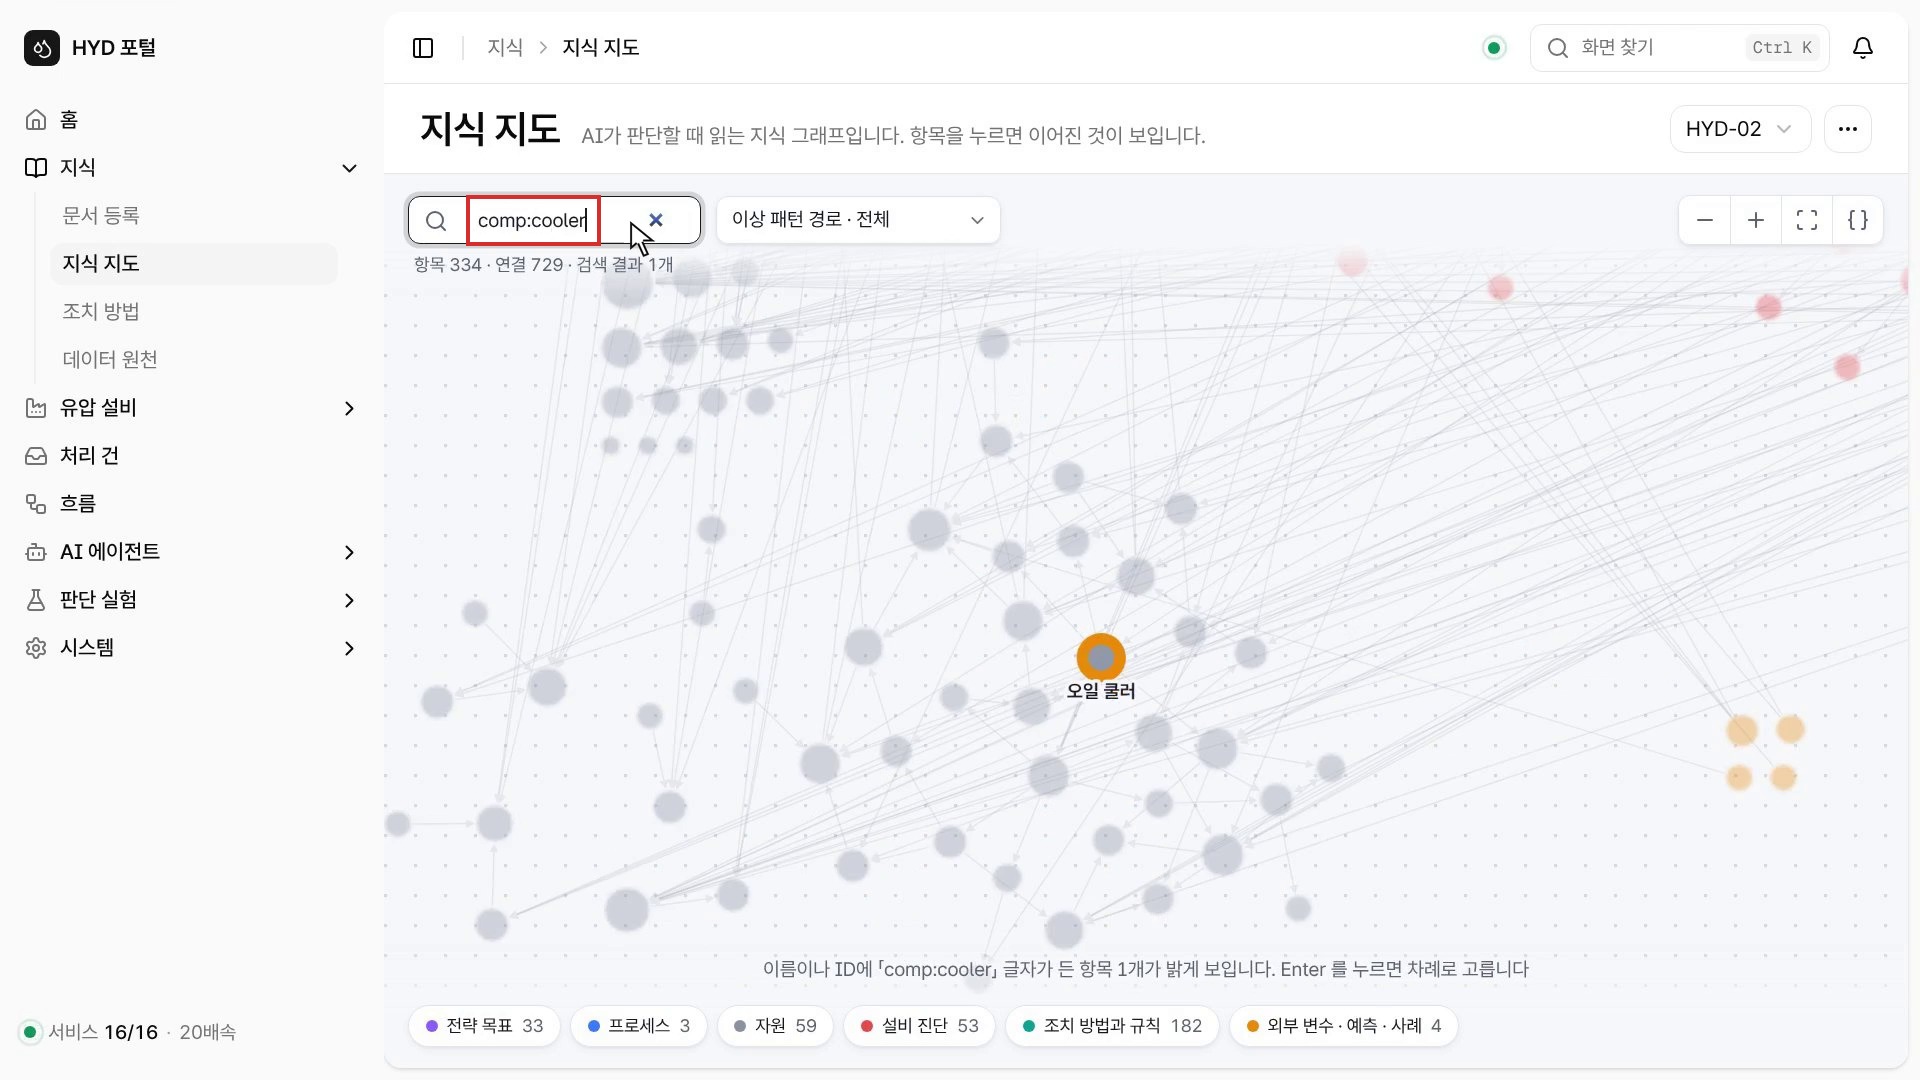 HYD 포털
홈
지식
문서 등록
지식 지도
조치 방법
데이터 원천
유압 설비
처리 건
흐름
AI 에이전트
판단 실험
시스템
서비스 16/16 · 20배속
지식 > 지식 지도
화면 찾기 Ctrl K
지식 지도 AI가 판단할 때 읽는 지식 그래프입니다. 항목을 누르면 이어진 것이 보입니다.
HYD-02
comp:cooler
이상 패턴 경로 · 전체
항목 334 · 연결 729 · 검색 결과 1개
오일 쿨러
이름이나 ID에 「comp:cooler」 글자가 든 항목 1개가 밝게 보입니다. Enter 를 누르면 차례로 고릅니다
전략 목표 33
프로세스 3
자원 59
설비 진단 53
조치 방법과 규칙 182
외부 변수 · 예측 · 사례 4